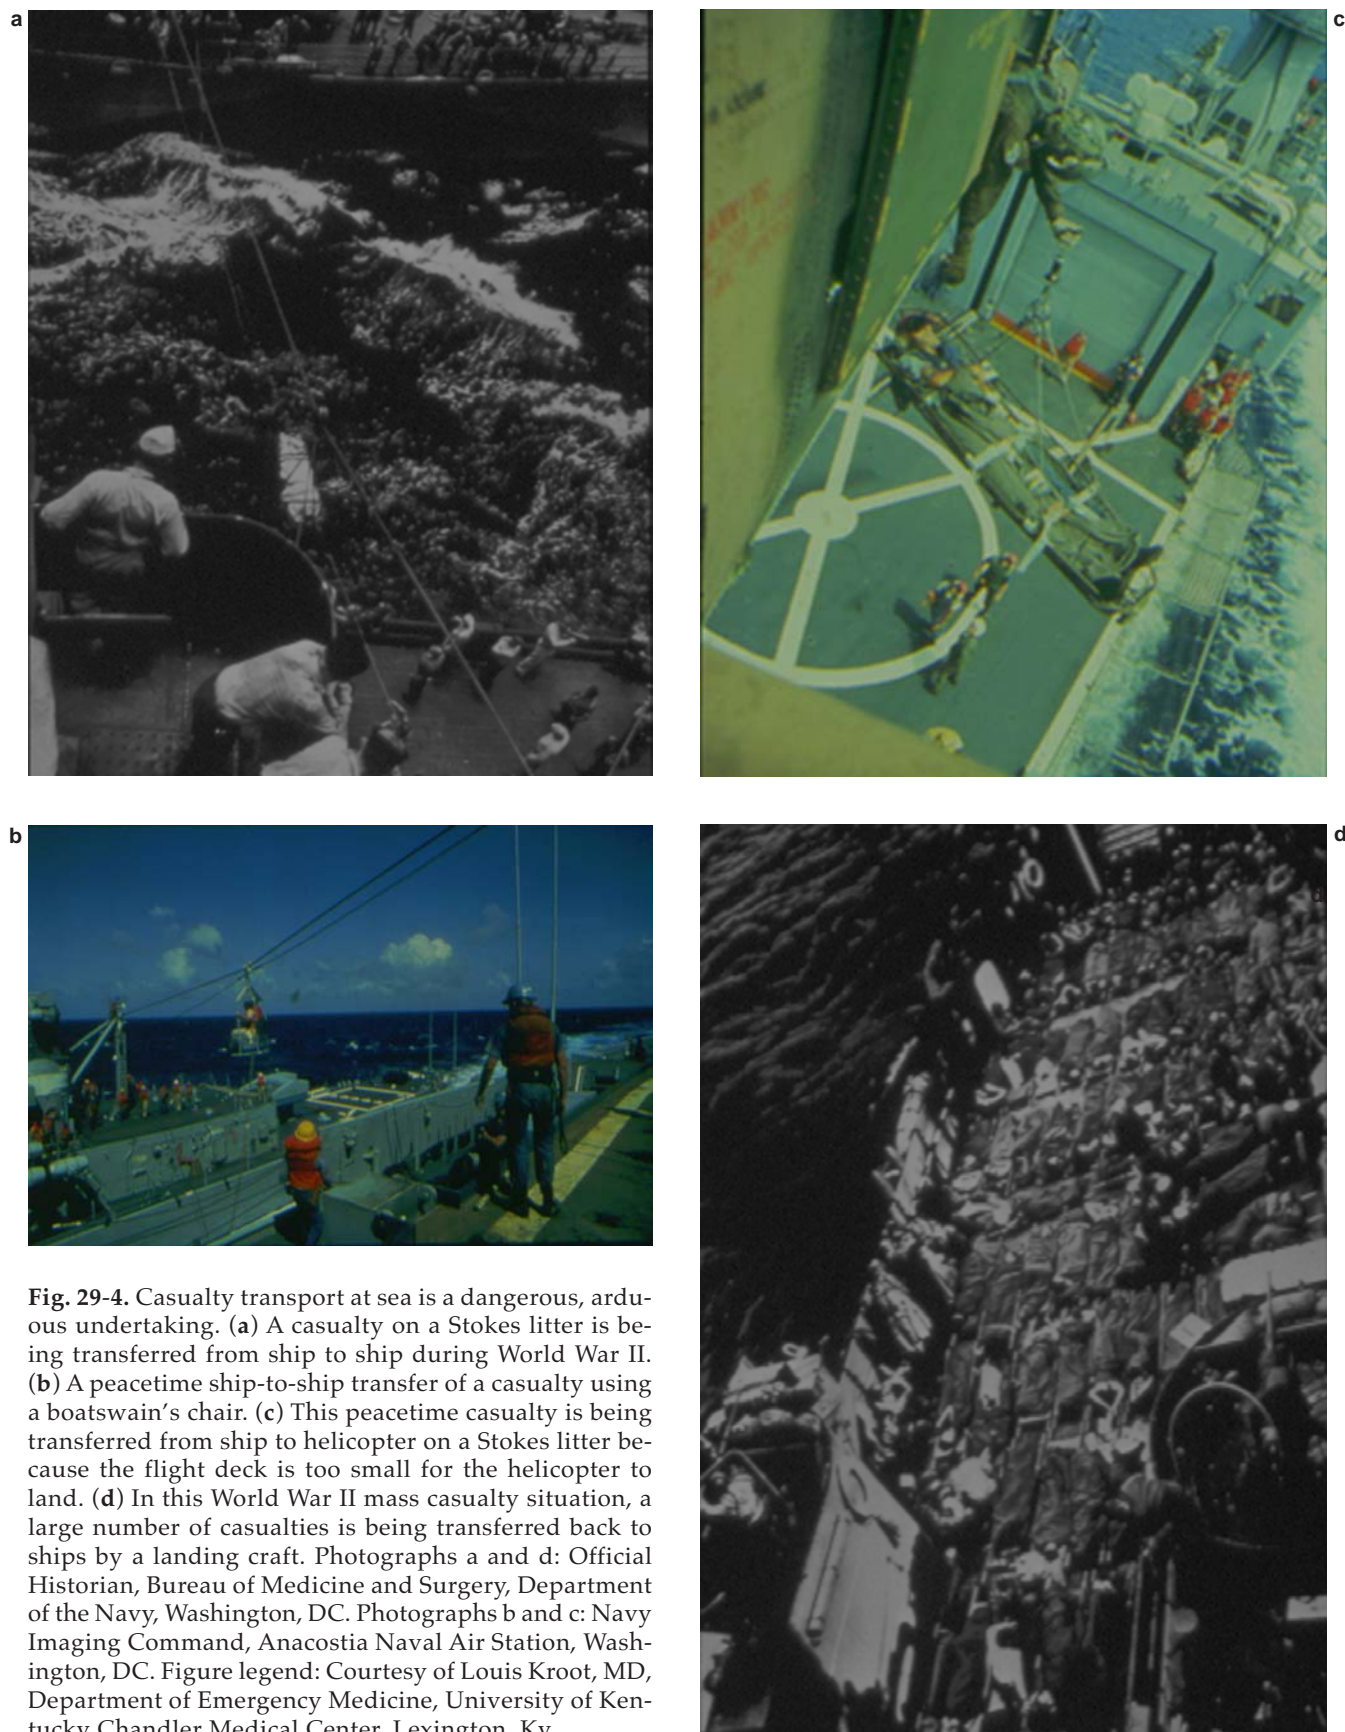 a
c
b
d
Fig. 29-4. Casualty transport at sea is a dangerous, ardu-
ous undertaking. (a) A casualty on a Stokes litter is be-
ing transferred from ship to ship during World War II.
(b) A peacetime ship-to-ship transfer of a casualty using
a boatswain's chair. (c) This peacetime casualty is being
transferred from ship to helicopter on a Stokes litter be-
cause the flight deck is too small for the helicopter to
land. (d) In this World War II mass casualty situation, a
large number of casualties is being transferred back to
ships by a landing craft. Photographs a and d: Official
Historian, Bureau of Medicine and Surgery, Department
of the Navy, Washington, DC. Photographs b and c: Navy
Imaging Command, Anacostia Naval Air Station, Wash-
ington, DC. Figure legend: Courtesy of Louis Kroot, MD,
Department of Emergency Medicine, University of Ken-
tucky Chandler Medical Center, Lexington, Ky.